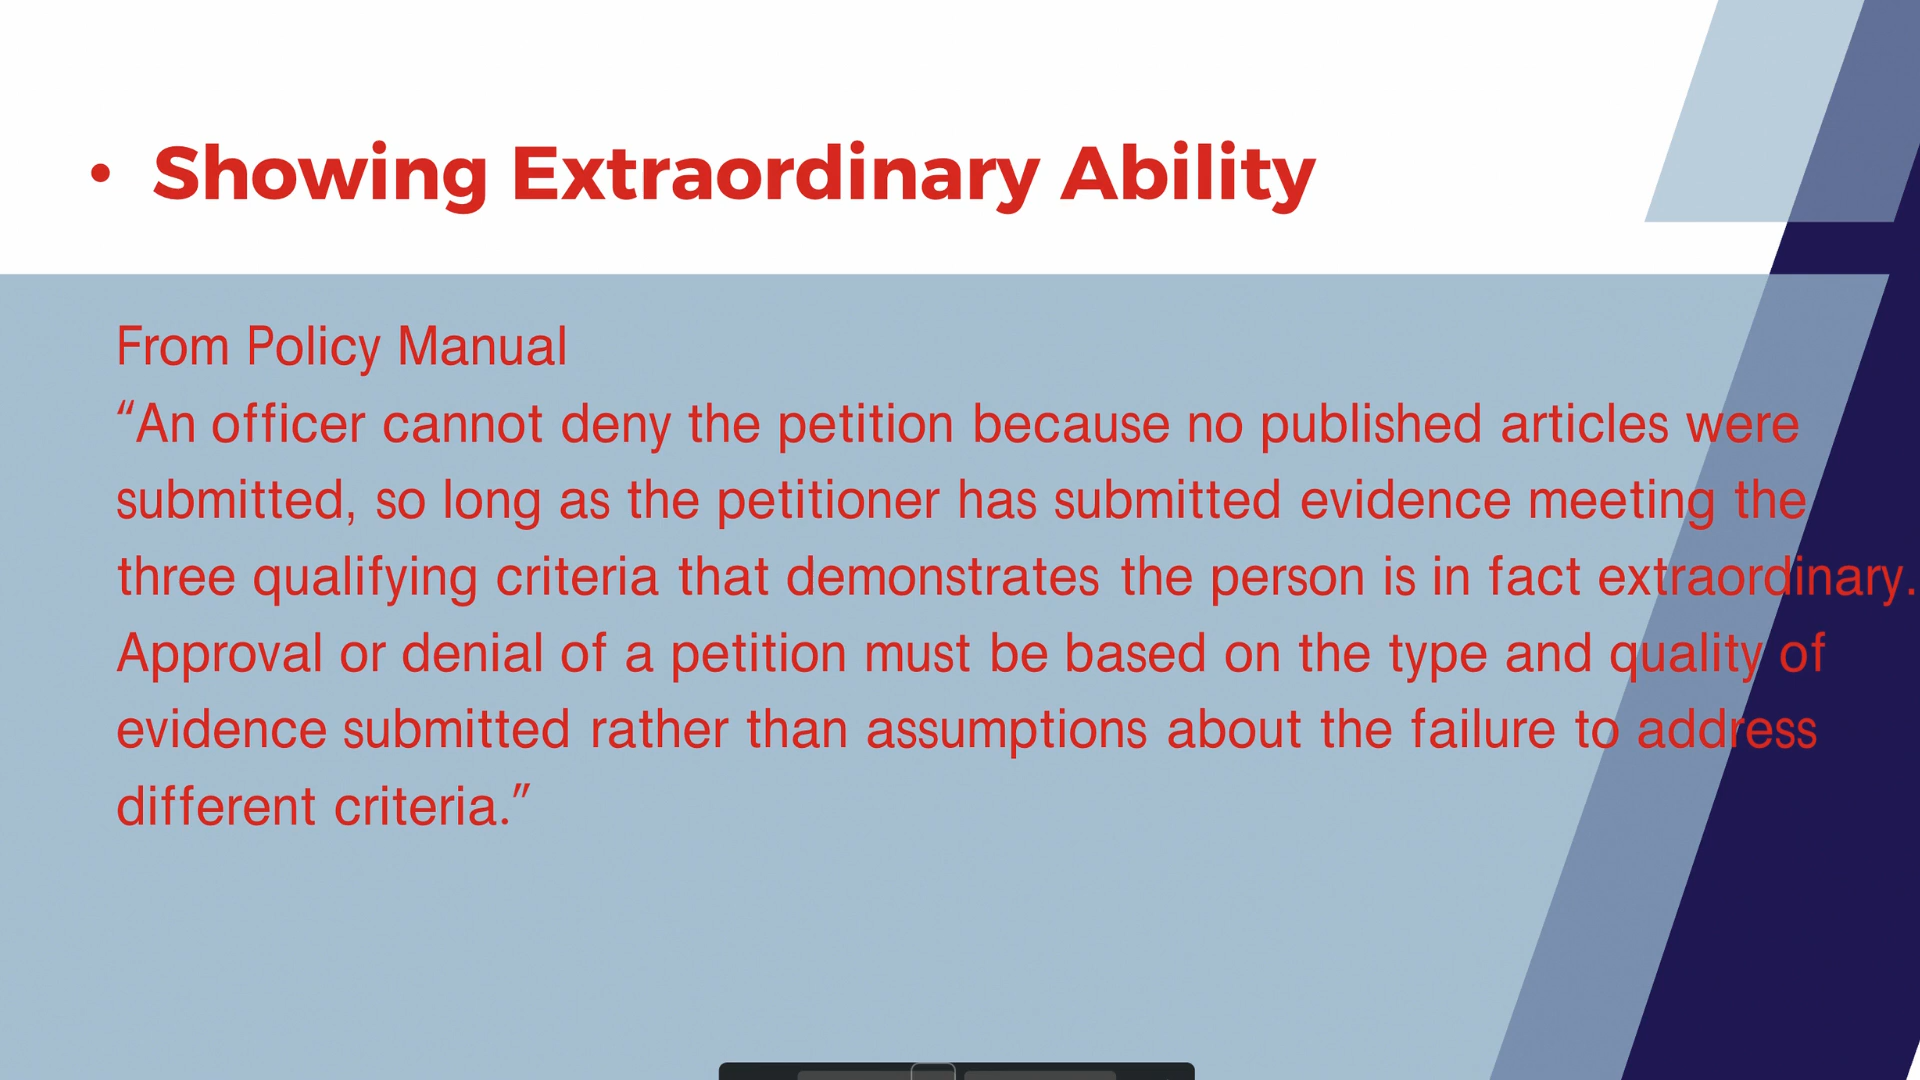 • Showing Extraordinary Ability
From Policy Manual
“An officer cannot deny the petition because no published articles were
submitted, so long as the petitioner has submitted evidence meeting the
three qualifying criteria that demonstrates the person is in fact extraordinary.
Approval or denial of a petition must be based on the type and quality of
evidence submitted rather than assumptions about the failure to address
different criteria.”